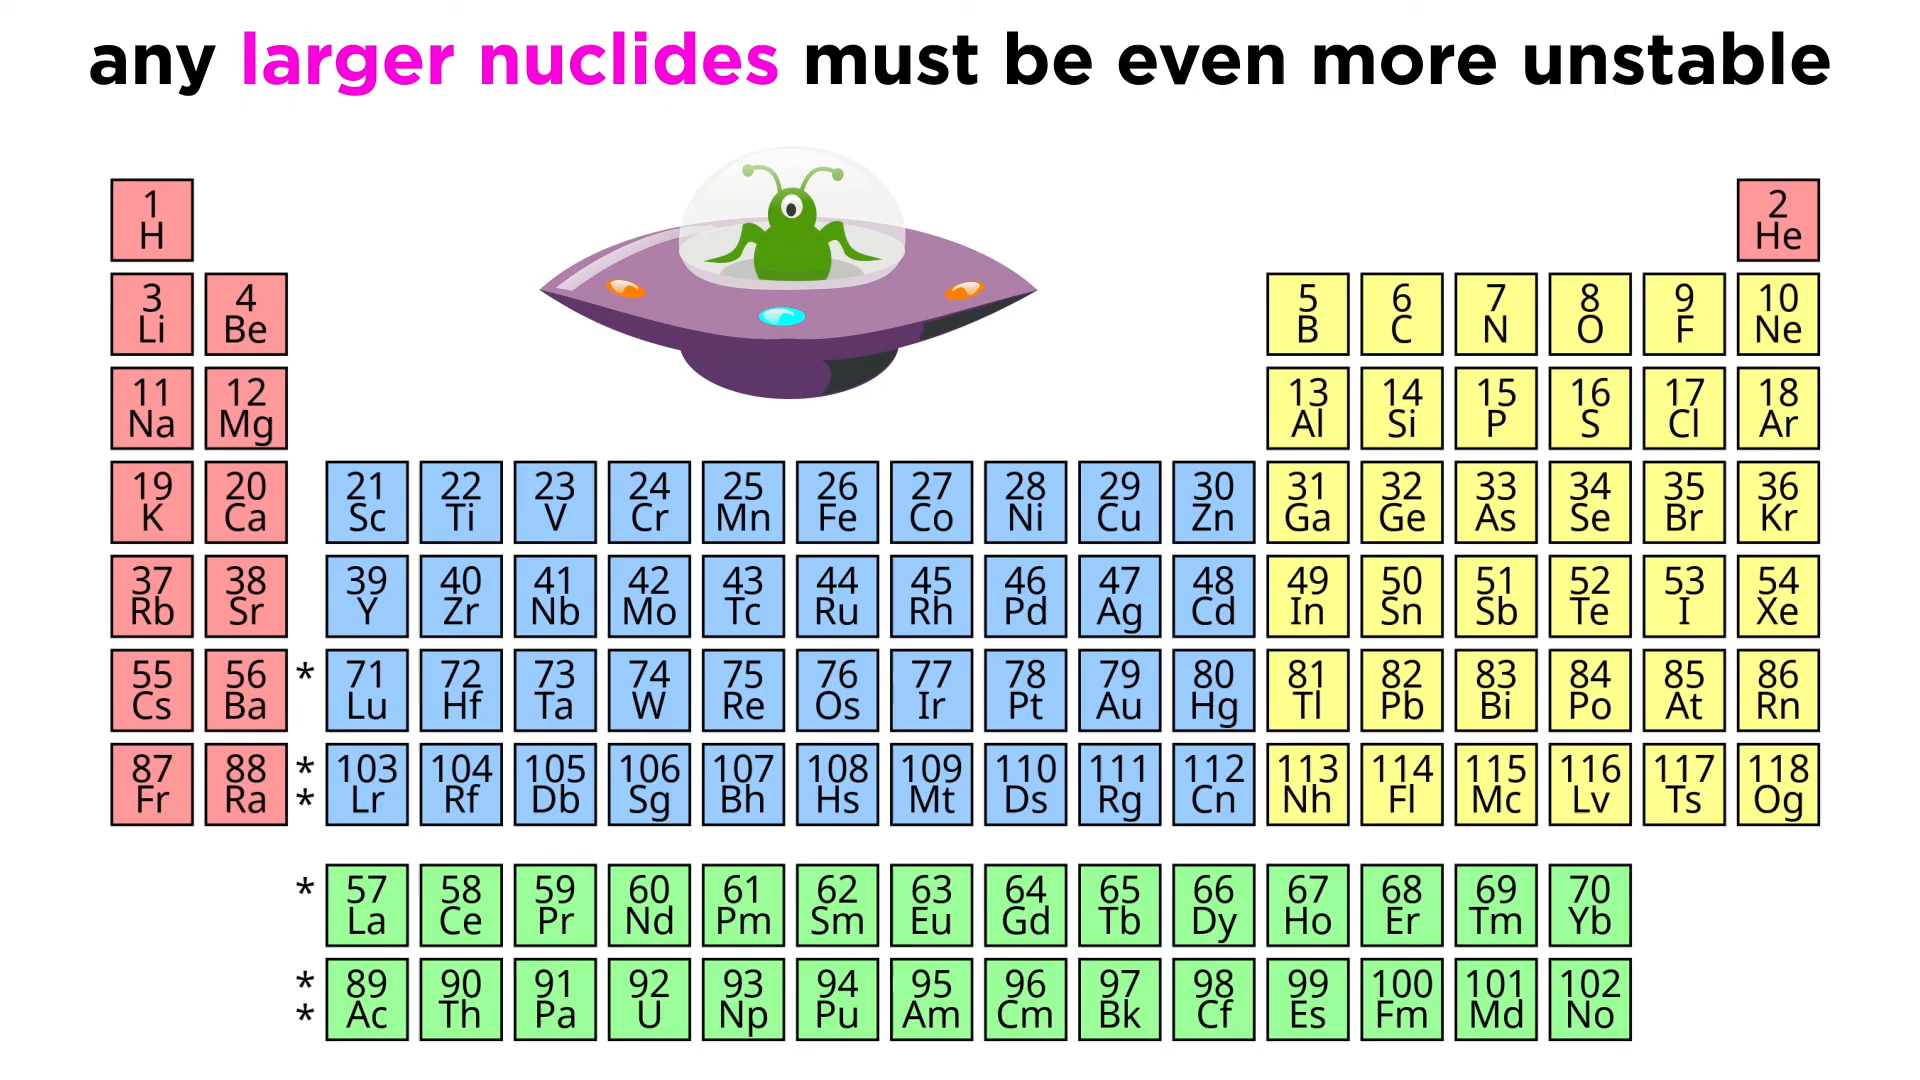 any larger nuclides must be even more unstable
1 2
H He
3 4 5 6 7 8 9 10
Li Be B C N O F Ne
11 12 13 14 15 16 17 18
Na Mg Al Si P S Cl Ar
19 20 21 22 23 24 25 26 27 28 29 30 31 32 33 34 35 36
K Ca Sc Ti V Cr Mn Fe Co Ni Cu Zn Ga Ge As Se Br Kr
37 38 39 40 41 42 43 44 45 46 47 48 49 50 51 52 53 54
Rb Sr Y Zr Nb Mo Tc Ru Rh Pd Ag Cd In Sn Sb Te I Xe
55 56 * 71 72 73 74 75 76 77 78 79 80 81 82 83 84 85 86
Cs Ba Lu Hf Ta W Re Os Ir Pt Au Hg Tl Pb Bi Po At Rn
87 88 * 103 104 105 106 107 108 109 110 111 112 113 114 115 116 117 118
Fr Ra * Lr Rf Db Sg Bh Hs Mt Ds Rg Cn Nh Fl Mc Lv Ts Og
* 57 58 59 60 61 62 63 64 65 66 67 68 69 70
La Ce Pr Nd Pm Sm Eu Gd Tb Dy Ho Er Tm Yb
* 89 90 91 92 93 94 95 96 97 98 99 100 101 102
* Ac Th Pa U Np Pu Am Cm Bk Cf Es Fm Md No